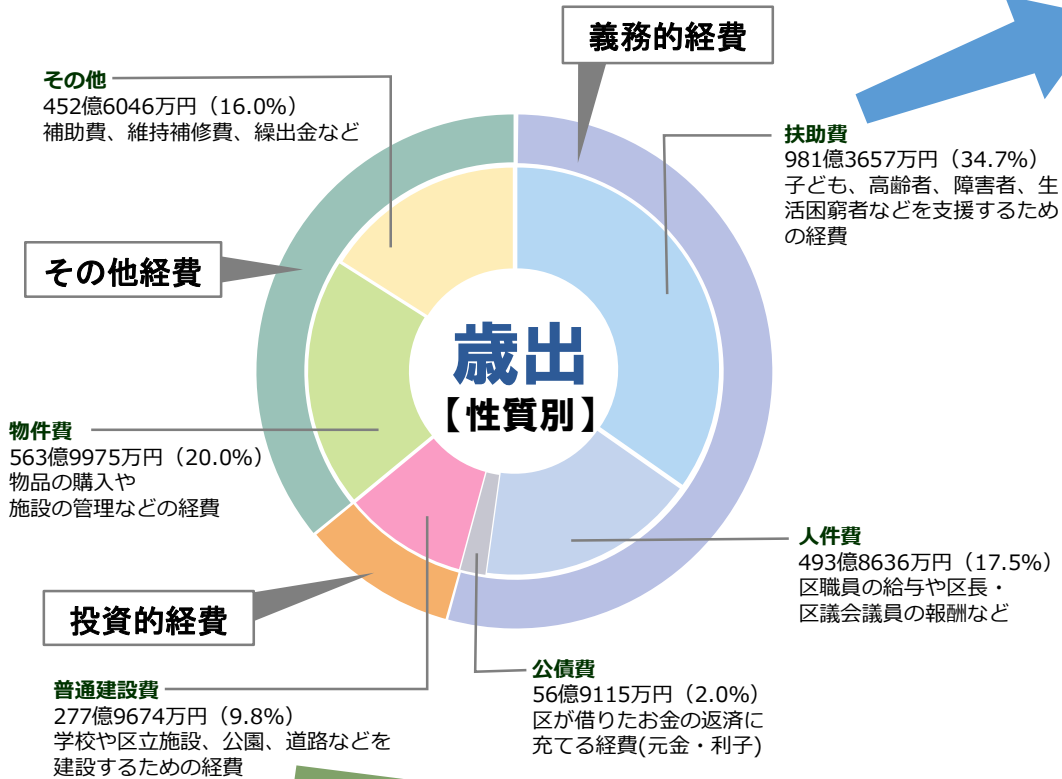 義務的経費
その他
452億6046万円（16.0%）
補助費、維持補修費、繰出金など
扶助費
981億3657万円（34.7%）
子ども、高齢者、障害者、生
活困窮者などを支援するため
の経費
その他経費
歳出
【性質別】
物件費
563億9975万円（20.0%）
物品の購入や
施設の管理などの経費
人件費
493億8636万円（17.5%）
区職員の給与や区長・
区議会議員の報酬など
投資的経費
公債費
56億9115万円（2.0%）
区が借りたお金の返済に
充てる経費(元金・利子)
普通建設費
277億9674万円（9.8%）
学校や区立施設、公園、道路などを
建設するための経費